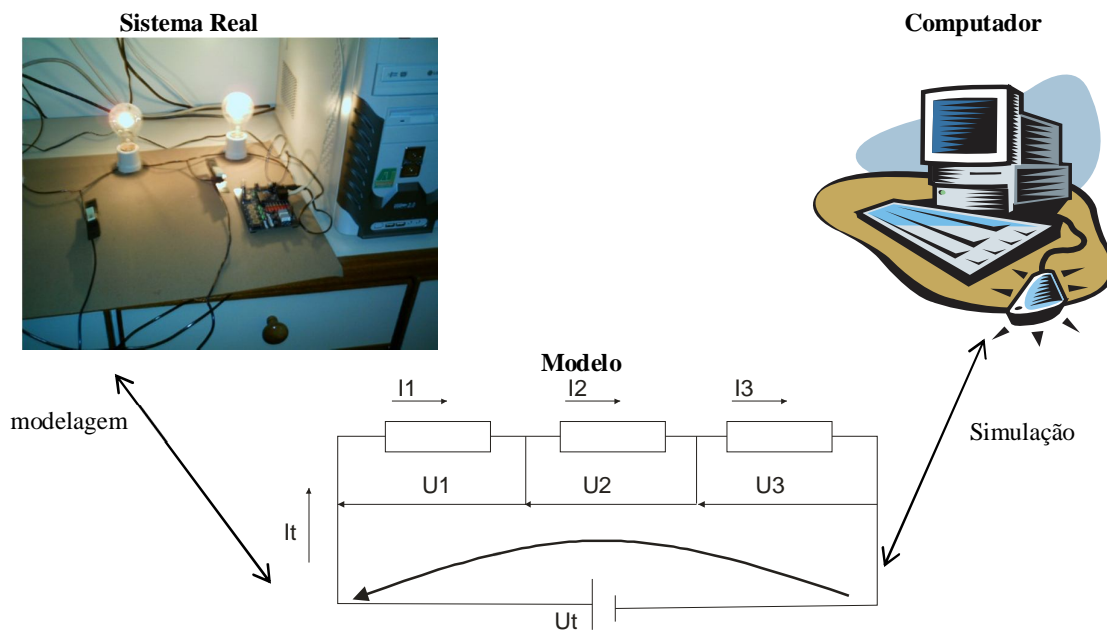 Sistema Real
Computador
modelagem
Modelo
I1 I2 I3
Simulação
U1 U2 U3
It
Ut